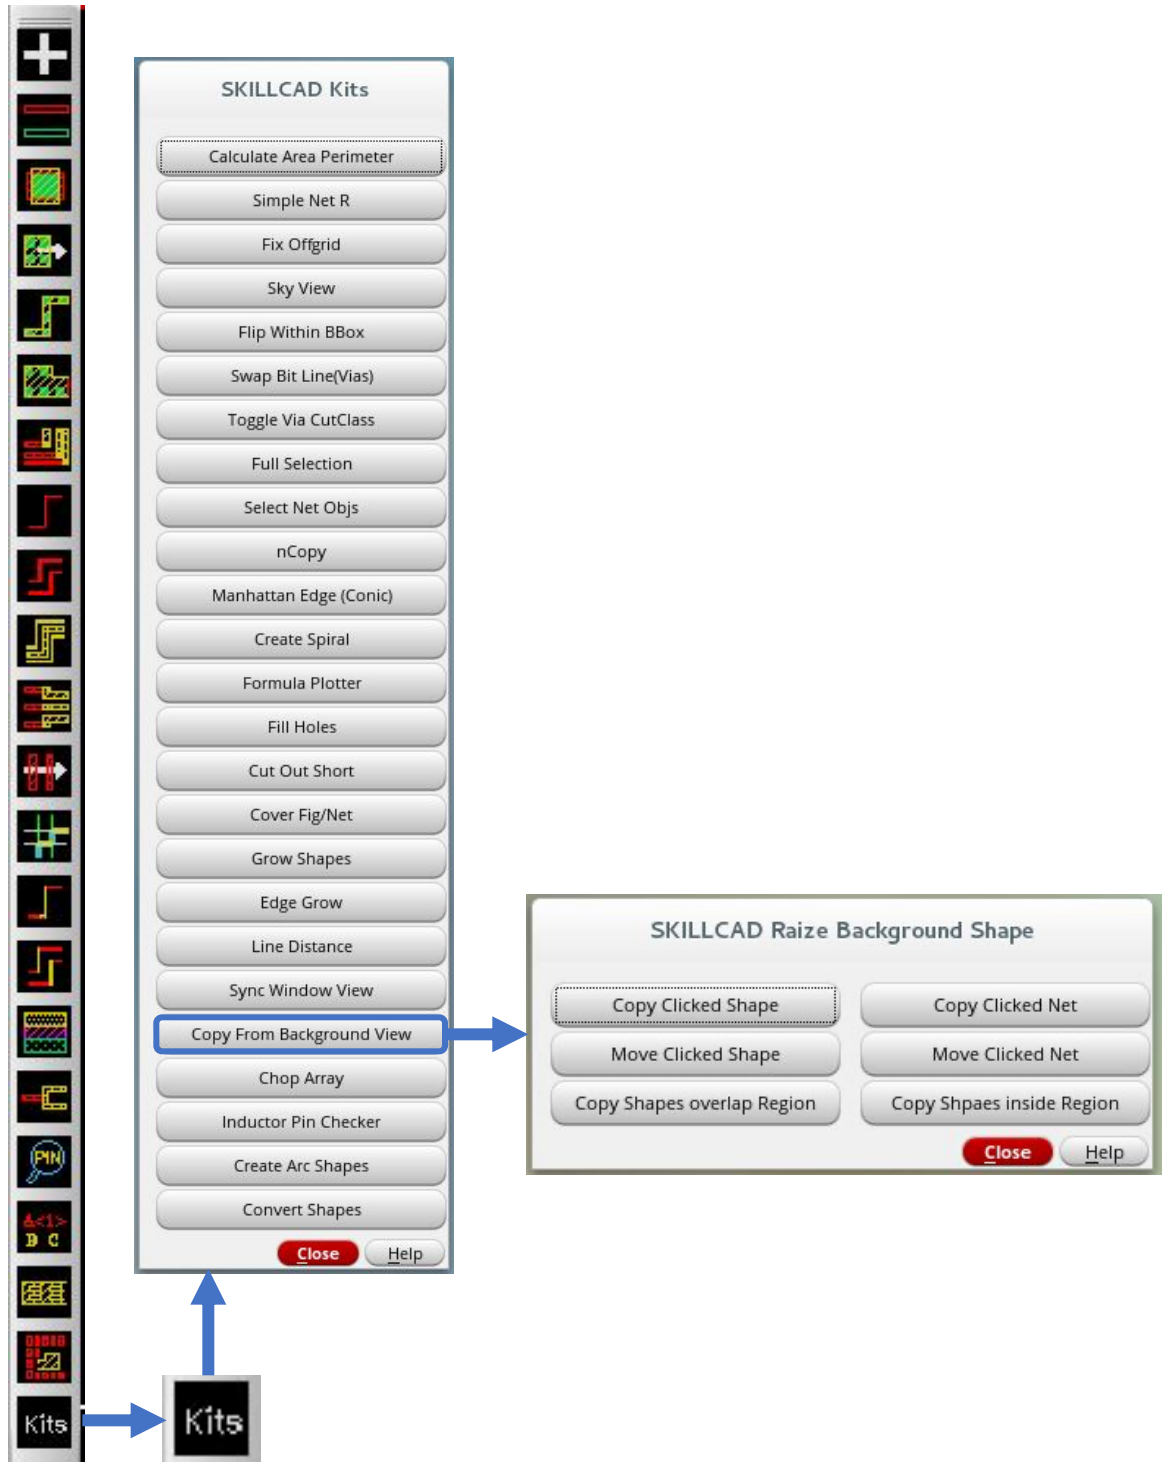 SKILLCAD Kits
Calculate Area Perimeter
Simple Net R
Fix Offgrid
Sky View
Flip Within BBox
Swap Bit Line(Vias)
Toggle Via CutClass
Full Selection
Select Net Objs
nCopy
Manhattan Edge (Conic)
Create Spiral
Formula Plotter
Fill Holes
Cut Out Short
Cover Fig/Net
Grow Shapes
Edge Grow
Line Distance
Sync Window View
Copy From Background View
Chop Array
Inductor Pin Checker
Create Arc Shapes
Convert Shapes
Close Help
SKILLCAD Raize Background Shape
Copy Clicked Shape Copy Clicked Net
Move Clicked Shape Move Clicked Net
Copy Shapes overlap Region Copy Shpaes inside Region
Close Help
PIN
A<1>
B C
Kits
Kits